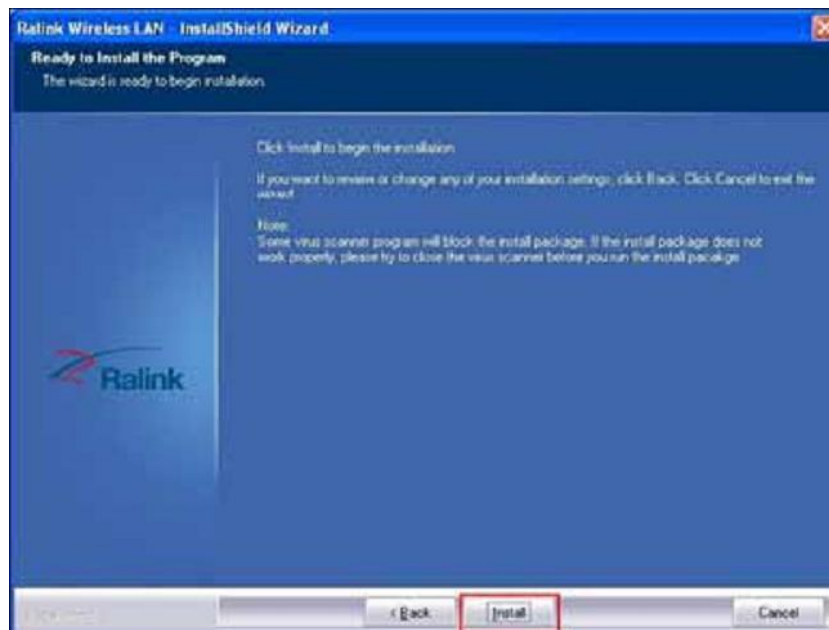 Ralink Wireless LAN - InstallShield Wizard
Ready to Install the Program
The wizard is ready to begin installation.
Click Install to begin the installation.
If you want to review or change any of your installation settings, click Back. Click Cancel to exit the
wizard.
Note:
Some virus scanner program will block the install package. If the install package does not
work properly, please try to close the virus scanner before you run the install pacakge
Ralink
< Back
Install
Cancel